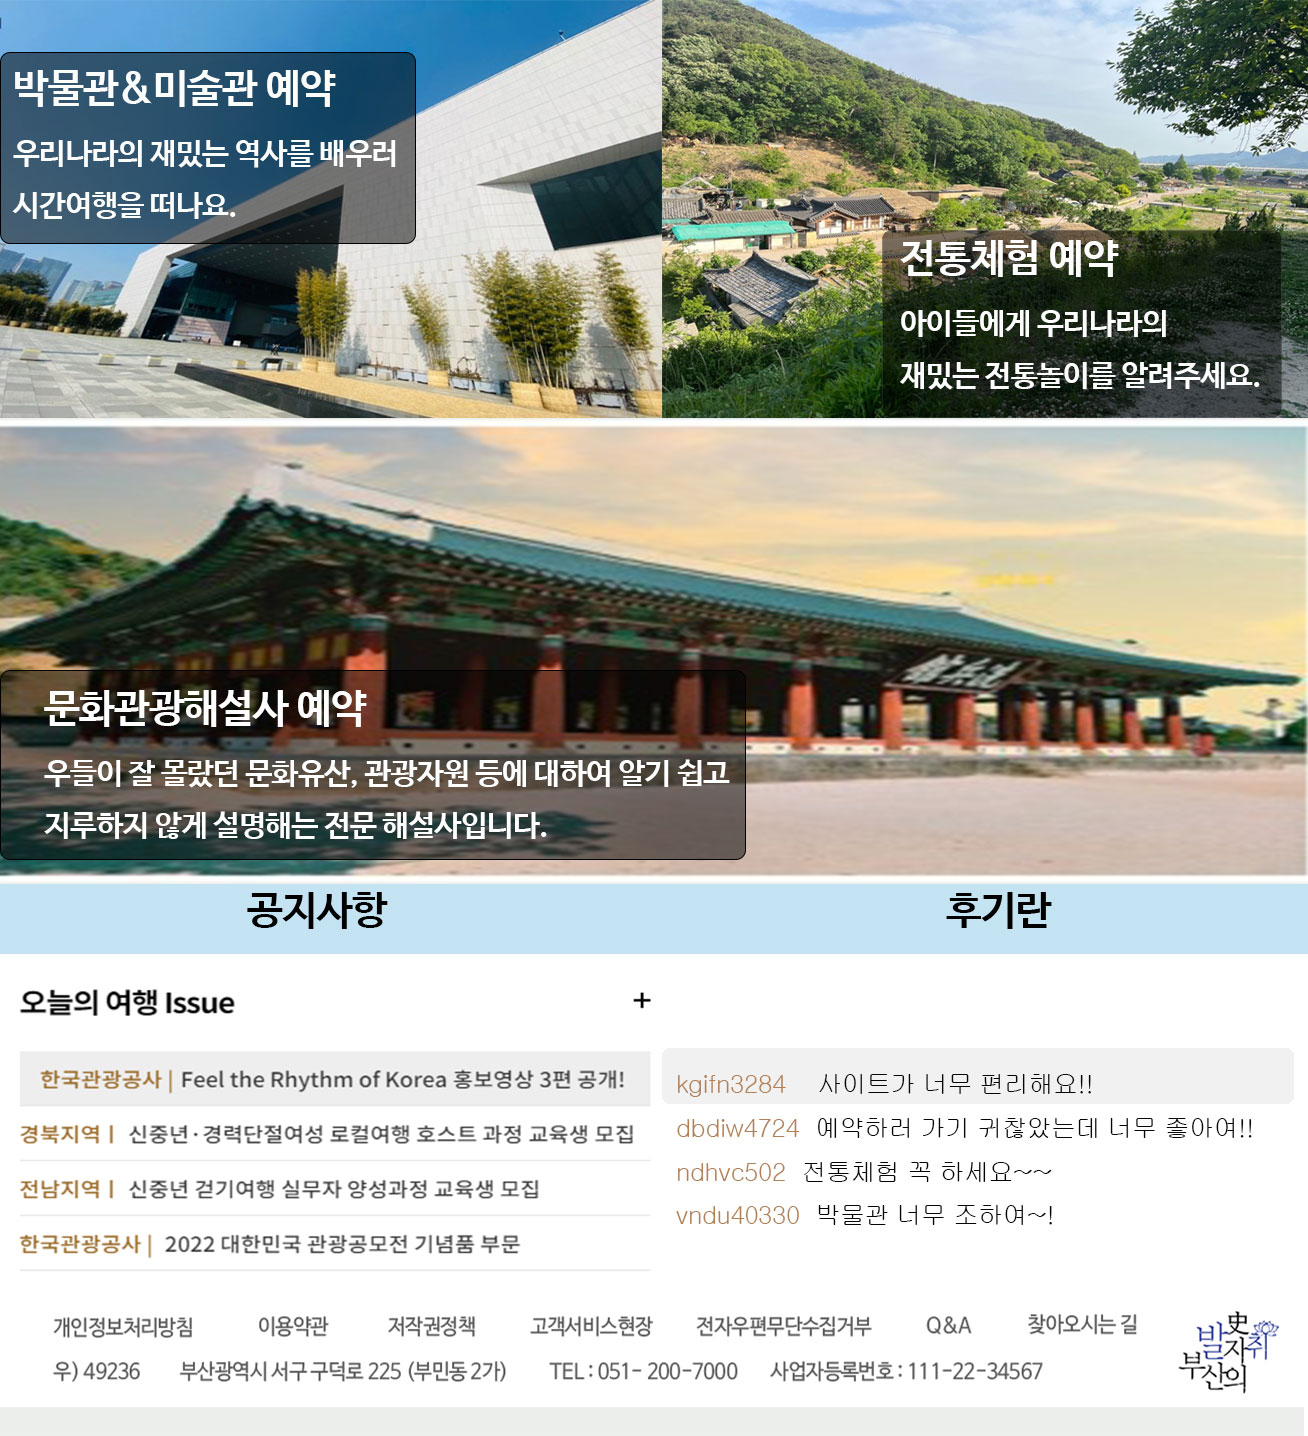 박물관&미술관 예약
우리나라의 재밌는 역사를 배우러
시간여행을 떠나요.
전통체험 예약
아이들에게 우리나라의
재밌는 전통놀이를 알려주세요.
문화관광해설사 예약
우들이 잘 몰랐던 문화유산, 관광자원 등에 대하여 알기 쉽고
지루하지 않게 설명해는 전문 해설사입니다.
공지사항
후기란
오늘의 여행 Issue
+
한국관광공사 | Feel the Rhythm of Korea 홍보영상 3편 공개!
경북지역 | 신중년·경력단절여성 로컬여행 호스트 과정 교육생 모집
전남지역 | 신중년 걷기여행 실무자 양성과정 교육생 모집
한국관광공사 | 2022 대한민국 관광공모전 기념품 부문
kgifn3284 사이트가 너무 편리해요!!
dbdiw4724 예약하러 가기 귀찮았는데 너무 좋아여!!
ndhvc502 전통체험 꼭 하세요~~
vndu40330 박물관 너무 조하여~!
개인정보처리방침 이용약관 저작권정책 고객서비스현장 전자우편무단수집거부 Q&A 찾아오시는 길
우) 49236 부산광역시 서구 구덕로 225 (부민동 2가) TEL : 051- 200-7000 사업자등록번호 : 111-22-34567
부산의
발자취
史